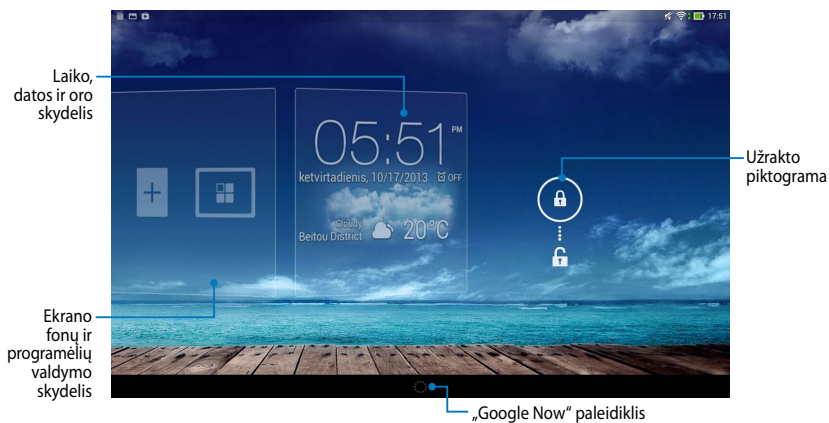 17:51
Laiko,
datos ir oro
skydelis
05:51 PM
ketvirtadienis, 10/17/2013 OFF
Cloudy
Beitou District 20°C
Užrakto
piktograma
Ekrano
fonų ir
programėlių
valdymo
skydelis
„Google Now“ paleidiklis